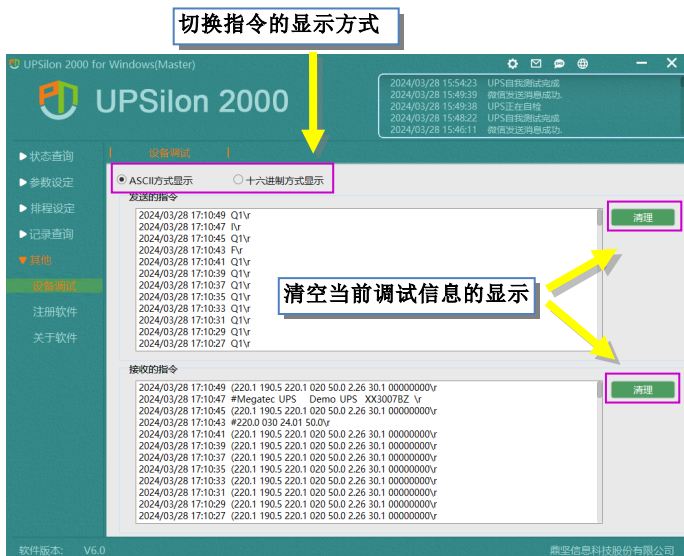 切换指令的显示方式
UPSilon 2000 for Windows(Master)
UPSilon 2000
2024/03/28 15:54:23 UPS自我测试完成
2024/03/28 15:49:39 微信发送消息成功.
2024/03/28 15:49:38 UPS正在自检
2024/03/28 15:48:22 UPS自我测试完成
2024/03/28 15:46:11 微信发送消息成功.
状态查询
参数设定
排程设定
记录查询
其他
设备调试
注册软件
关于软件
设备调试
ASCII方式显示 十六进制方式显示
发送的指令
2024/03/28 17:10:49 Q1\r
2024/03/28 17:10:47 I\r
2024/03/28 17:10:45 Q1\r
2024/03/28 17:10:43 F\r
2024/03/28 17:10:41 Q1\r
2024/03/28 17:10:39 Q1\r
2024/03/28 17:10:37 Q1\r
2024/03/28 17:10:35 Q1\r
2024/03/28 17:10:33 Q1\r
2024/03/28 17:10:31 Q1\r
2024/03/28 17:10:29 Q1\r
2024/03/28 17:10:27 Q1\r
清理
清空当前调试信息的显示
接收的指令
2024/03/28 17:10:49 (220.1 190.5 220.1 020 50.0 2.26 30.1 00000000\r
2024/03/28 17:10:47 #Megatec UPS Demo UPS XX3007BZ \r
2024/03/28 17:10:45 (220.1 190.5 220.1 020 50.0 2.26 30.1 00000000\r
2024/03/28 17:10:43 #220.0 030 24.01 50.0\r
2024/03/28 17:10:41 (220.1 190.5 220.1 020 50.0 2.26 30.1 00000000\r
2024/03/28 17:10:39 (220.1 190.5 220.1 020 50.0 2.26 30.1 00000000\r
2024/03/28 17:10:37 (220.1 190.5 220.1 020 50.0 2.26 30.1 00000000\r
2024/03/28 17:10:35 (220.1 190.5 220.1 020 50.0 2.26 30.1 00000000\r
2024/03/28 17:10:33 (220.1 190.5 220.1 020 50.0 2.26 30.1 00000000\r
2024/03/28 17:10:31 (220.1 190.5 220.1 020 50.0 2.26 30.1 00000000\r
2024/03/28 17:10:29 (220.1 190.5 220.1 020 50.0 2.26 30.1 00000000\r
2024/03/28 17:10:27 (220.1 190.5 220.1 020 50.0 2.26 30.1 00000000\r
清理
软件版本: V6.0
鼎坚信息科技股份有限公司